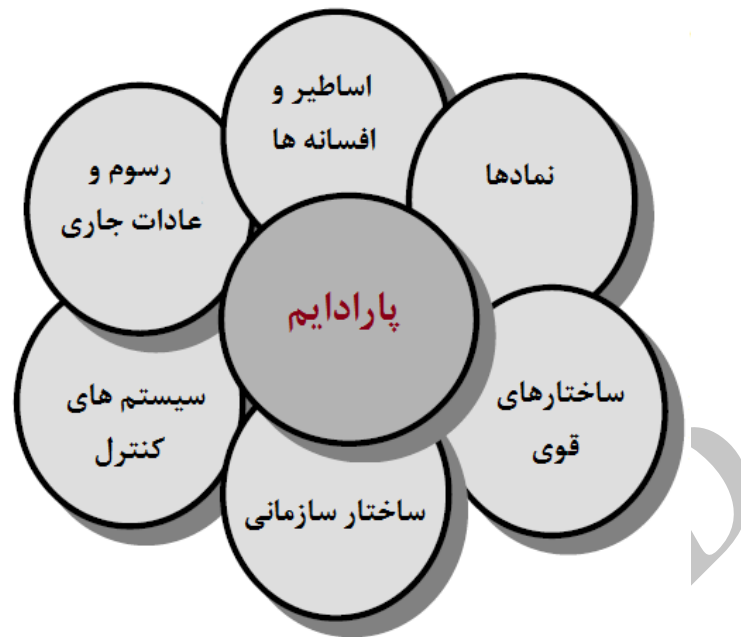 اساطیر و
افسانه ها
نمادها
رسوم و
عادات جاری
پارادایم
ساختارهای
قوی
سیستم های
کنترل
ساختار سازمانی